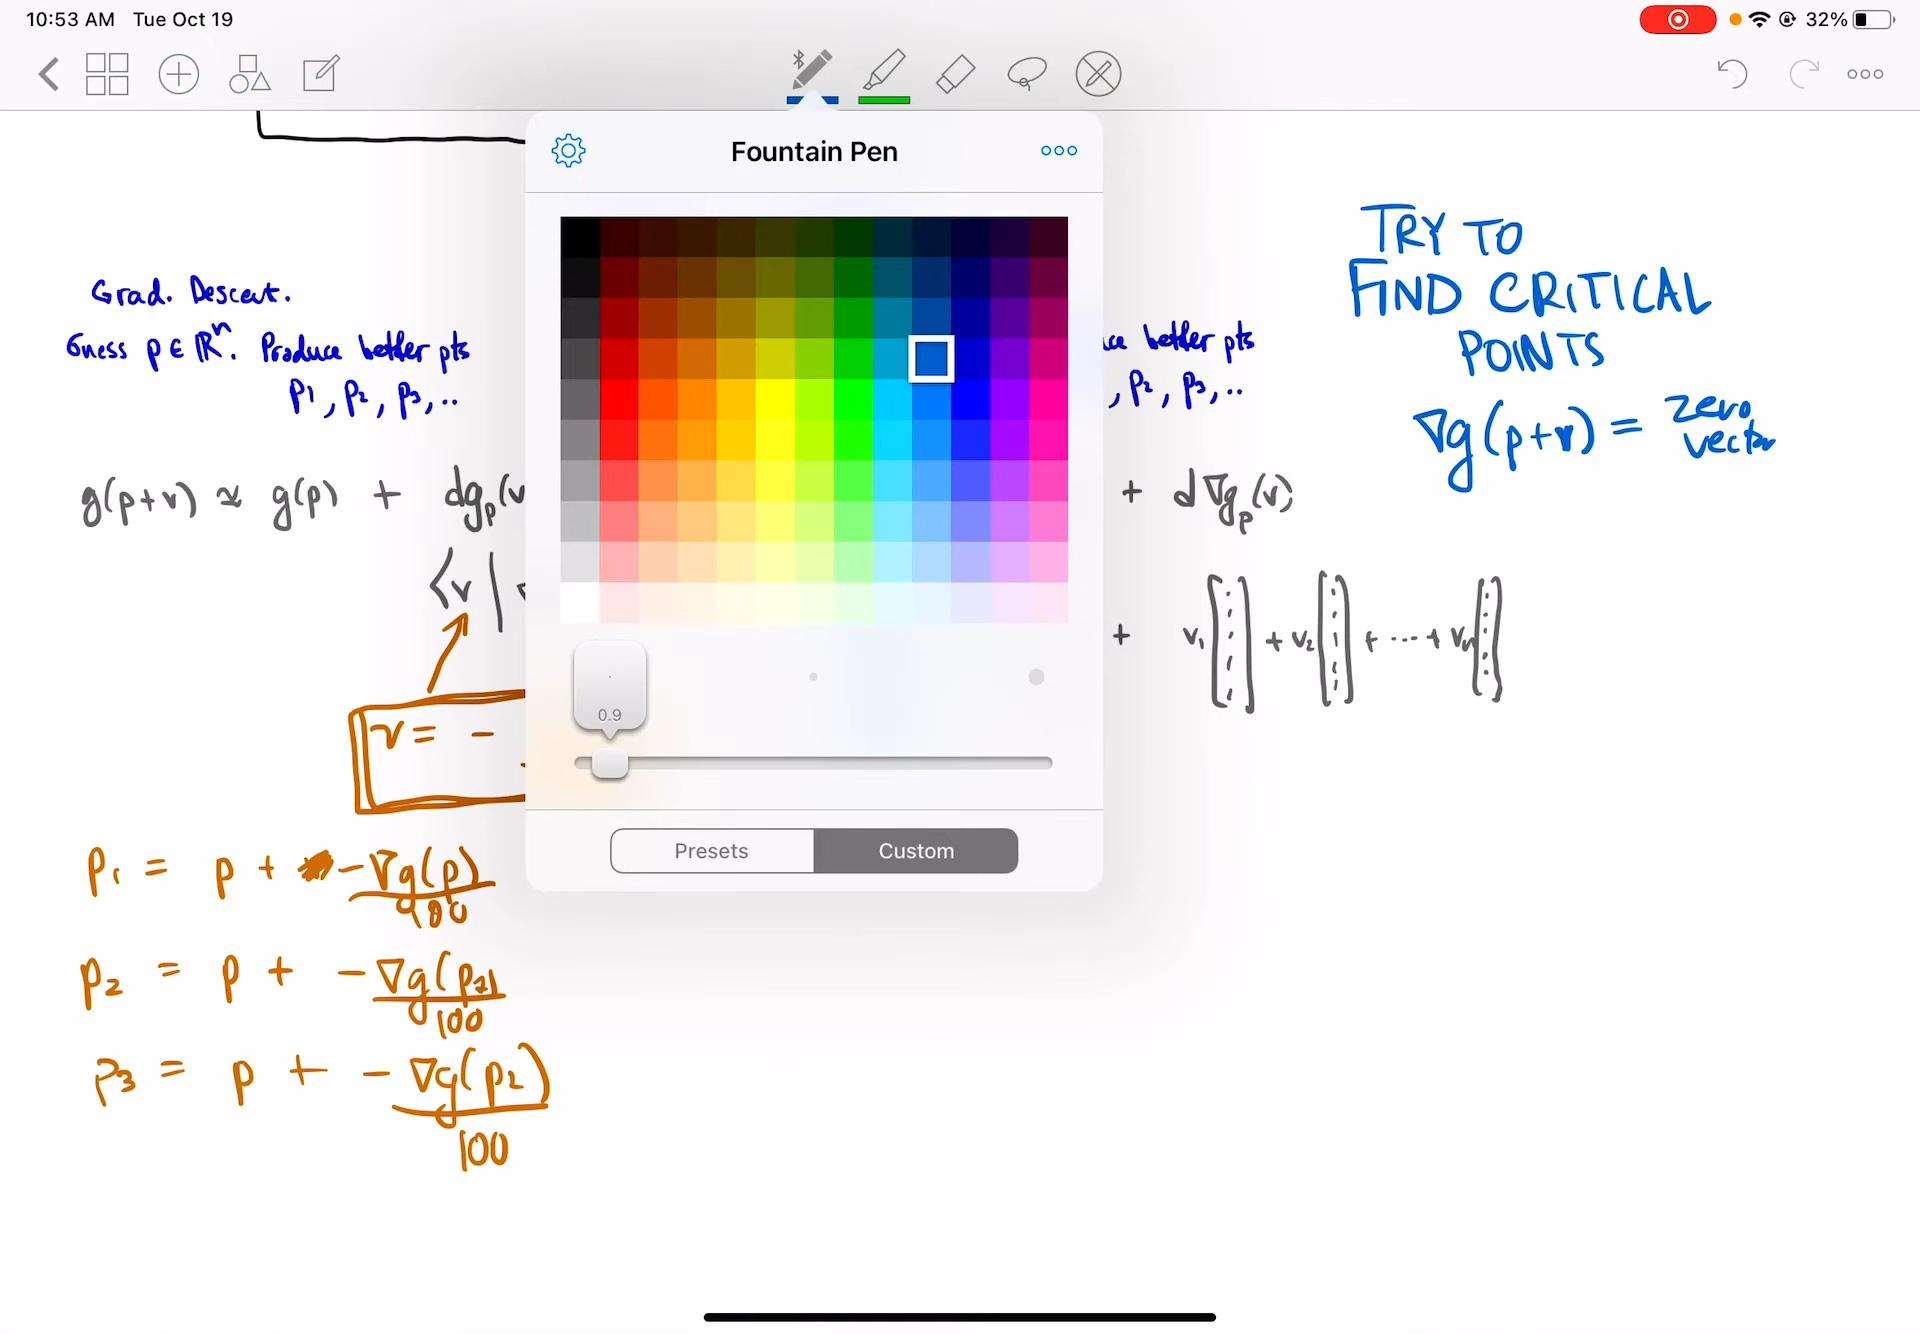 10:53 AM Tue Oct 19
32%
Fountain Pen
0.9
Presets Custom
Grad. Descent.
Guess p ∈ ℝⁿ. Produce better pts
P₁, P₂, P₃, ..
g(p+v) ≈ g(p) + dgₚ(v
⟨v |
v = -
P₁ = p + -∇g(p)
100
P₂ = p + -∇g(p₁)
100
P₃ = p + -∇g(p₂)
100
better pts
, P₂, P₃, ..
+ d∇gₚ(v)
+ v₁[ ] + v₂[ ] + ... + vₙ[ ]
TRY TO
FIND CRITICAL
POINTS
∇g(p+v) = zero
vector